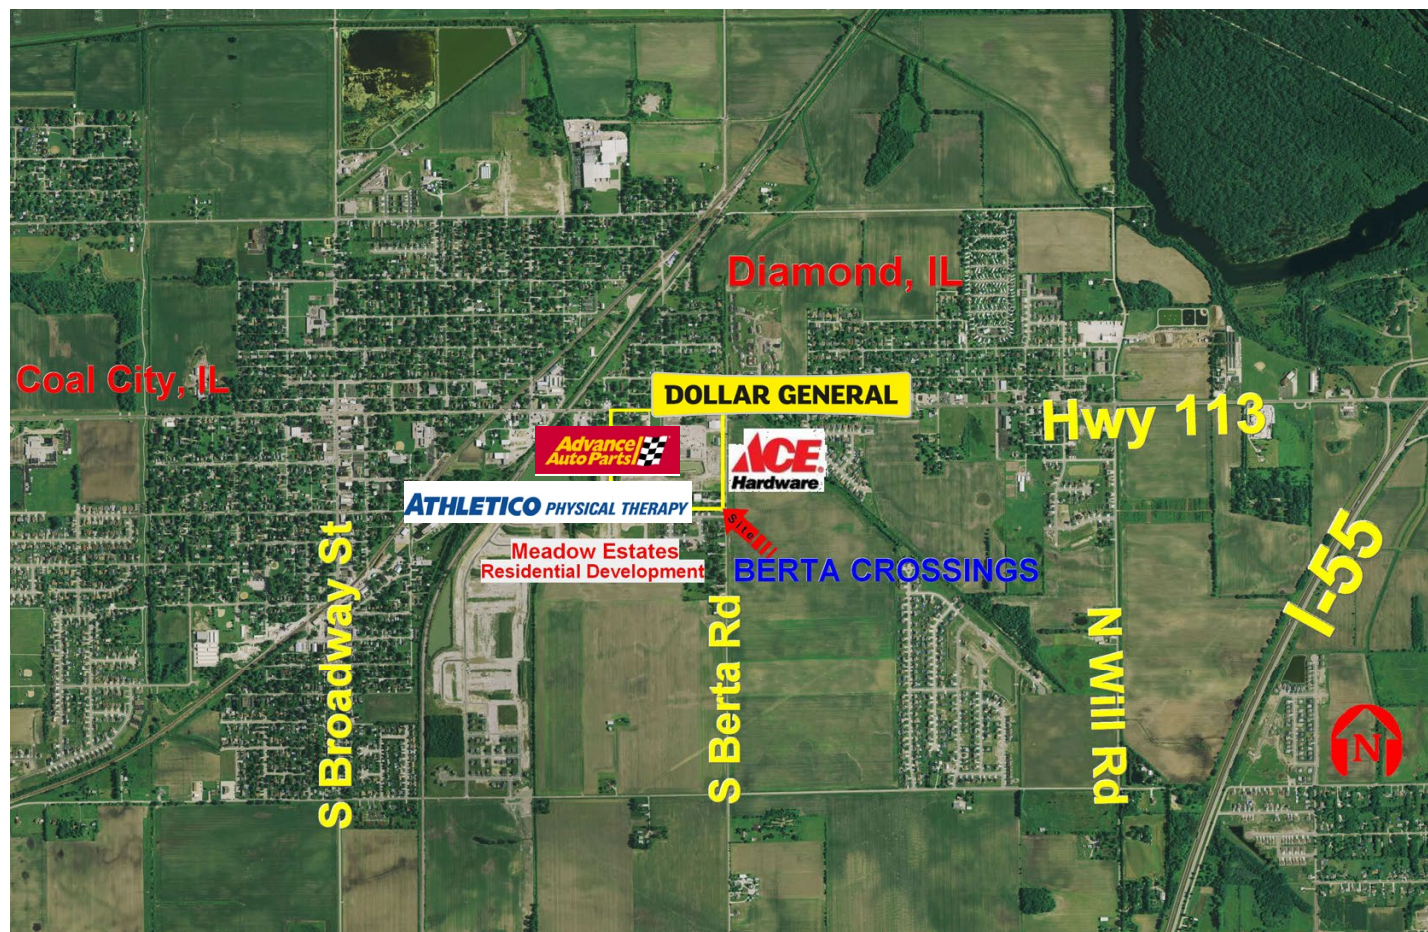 Diamond, IL
Coal City, IL
DOLLAR GENERAL
Hwy 113
Advance
Auto Parts
ACE
Hardware
ATHLETICO PHYSICAL THERAPY
Site
Meadow Estates
Residential Development
BERTA CROSSINGS
I-55
S Broadway St
S Berta Rd
N Will Rd
N